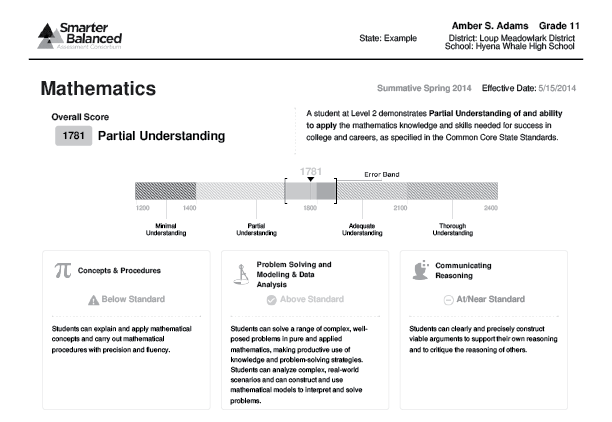 Smarter
Balanced
Assessment Consortium
Amber S. Adams Grade 11
State: Example
District: Loup Meadowlark District
School: Hyena Whale High School
Mathematics
Summative Spring 2014 Effective Date: 5/15/2014
Overall Score
1781 Partial Understanding
A student at Level 2 demonstrates Partial Understanding of and ability
to apply the mathematics knowledge and skills needed for success in
college and careers, as specified in the Common Core State Standards.
1781
Error Band
1200 1400 1800 2100 2400
Minimal
Understanding
Partial
Understanding
Adequate
Understanding
Thorough
Understanding
π Concepts & Procedures
Below Standard
Students can explain and apply mathematical
concepts and carry out mathematical
procedures with precision and fluency.
Problem Solving and
Modeling & Data
Analysis
Above Standard
Students can solve a range of complex, well-
posed problems in pure and applied
mathematics, making productive use of
knowledge and problem-solving strategies.
Students can analyze complex, real-world
scenarios and can construct and use
mathematical models to interpret and solve
problems.
Communicating
Reasoning
At/Near Standard
Students can clearly and precisely construct
viable arguments to support their own reasoning
and to critique the reasoning of others.